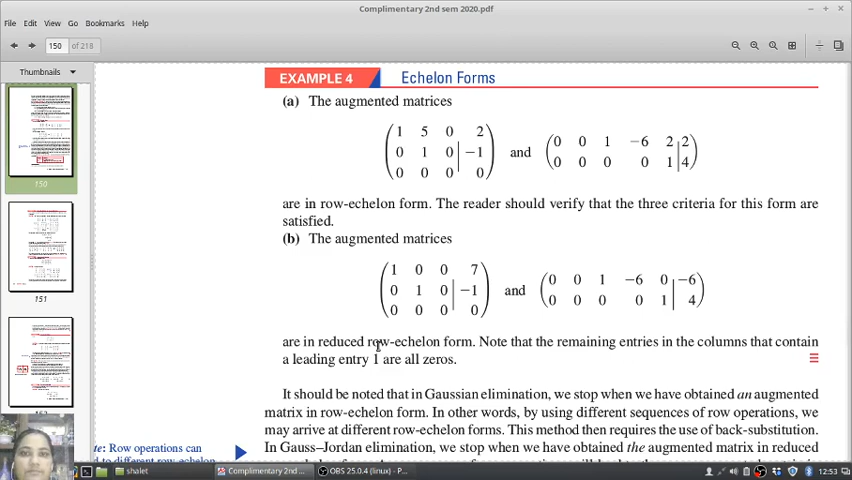 Complimentary 2nd sem 2020.pdf
File Edit View Go Bookmarks Help
150 of 218
Thumbnails
150
151
EXAMPLE 4 Echelon Forms
(a) The augmented matrices
1 5 0 2
0 1 0 | −1
0 0 0 0
and
0 0 1 −6 2 | 2
0 0 0 0 1 | 4
are in row-echelon form. The reader should verify that the three criteria for this form are
satisfied.
(b) The augmented matrices
1 0 0 7
0 1 0 | −1
0 0 0 0
and
0 0 1 −6 0 | −6
0 0 0 0 1 | 4
are in reduced row-echelon form. Note that the remaining entries in the columns that contain
a leading entry 1 are all zeros.
It should be noted that in Gaussian elimination, we stop when we have obtained an augmented
matrix in row-echelon form. In other words, by using different sequences of row operations, we
may arrive at different row-echelon forms. This method then requires the use of back-substitution.
In Gauss–Jordan elimination, we stop when we have obtained the augmented matrix in reduced
te: Row operations can
shalet
Complimentary 2nd ...
OBS 25.0.4 (linux) - P...
12:53